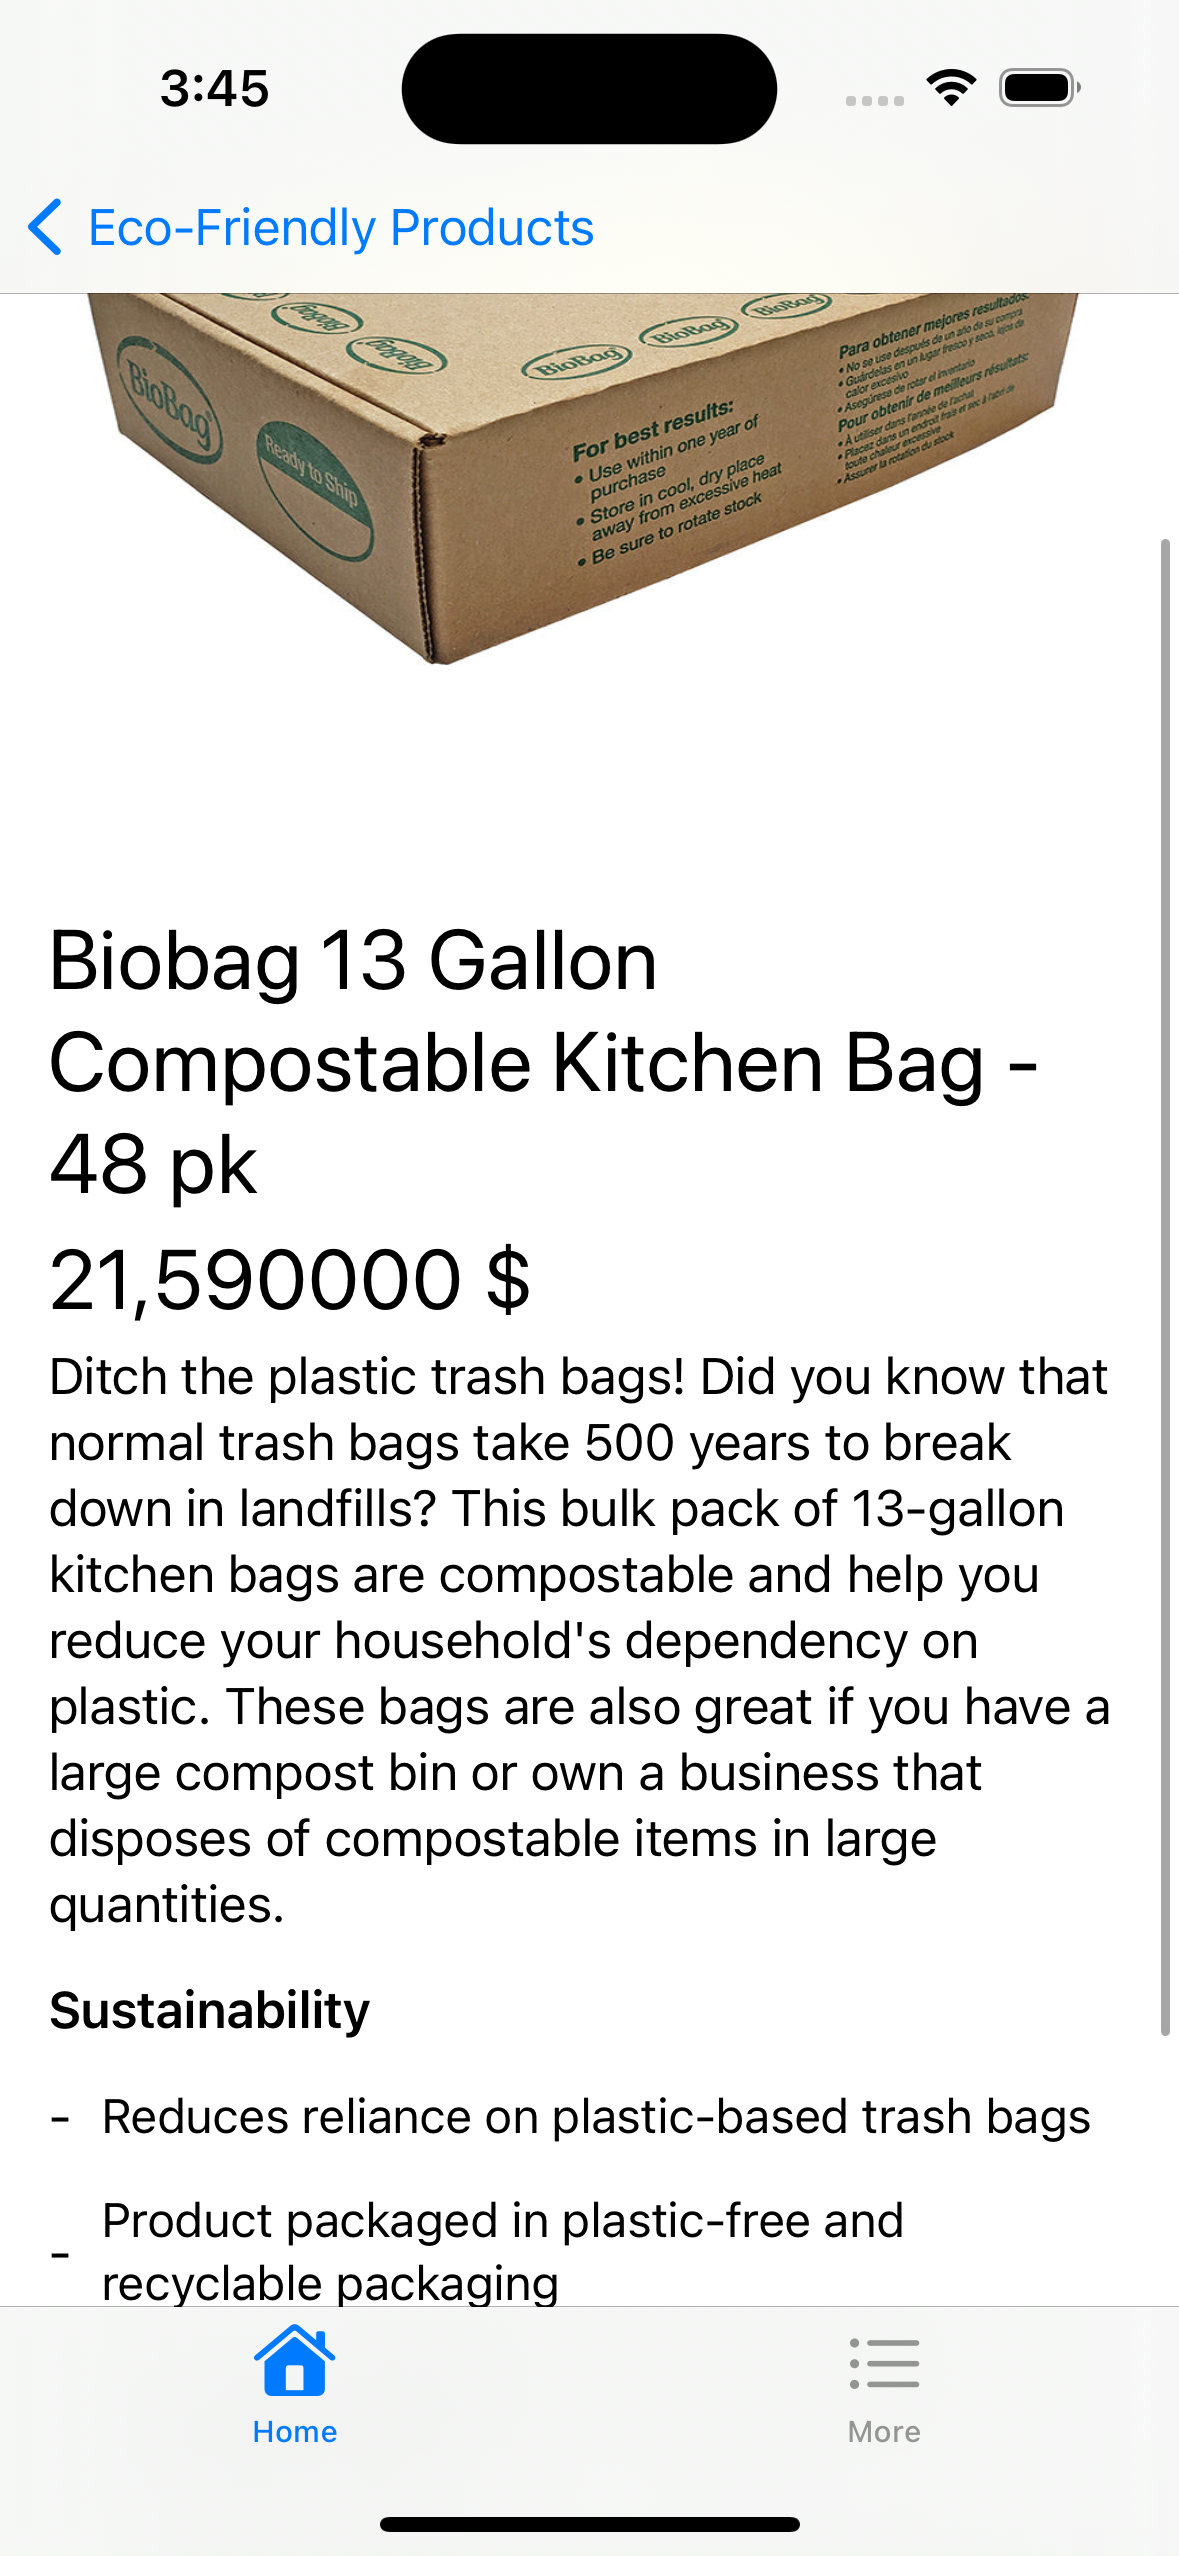 3:45
Eco-Friendly Products
BioBag
BioBag
BioBag
BioBag
BioBag
BioBag
Ready to Ship
For best results:
• Use within one year of
purchase
• Store in cool, dry place
away from excessive heat
• Be sure to rotate stock
Para obtener mejores resultados:
• No se use después de un año de su compra
• Guárdelas en un lugar fresco y seco, lejos de
calor excesivo
• Asegúrese de rotar el inventario
Pour obtenir de meilleurs résultats:
• À utiliser dans l'année de l'achat
• Placez dans un endroit frais et sec à l'abri de
toute chaleur excessive
• Assurer la rotation du stock
Biobag 13 Gallon
Compostable Kitchen Bag -
48 pk
21,590000 $
Ditch the plastic trash bags! Did you know that
normal trash bags take 500 years to break
down in landfills? This bulk pack of 13-gallon
kitchen bags are compostable and help you
reduce your household's dependency on
plastic. These bags are also great if you have a
large compost bin or own a business that
disposes of compostable items in large
quantities.
Sustainability
- Reduces reliance on plastic-based trash bags
- Product packaged in plastic-free and
recyclable packaging
Home
More